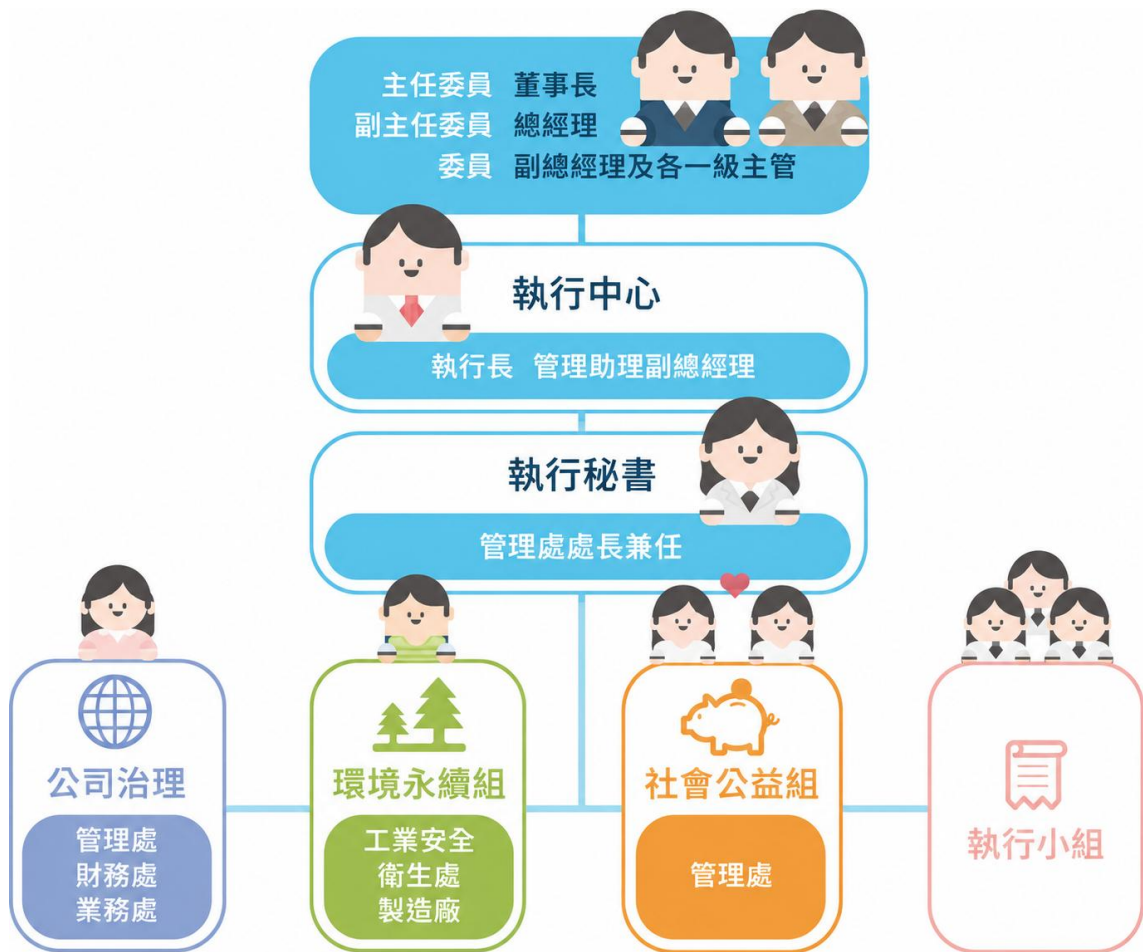 主任委員 董事長
副主任委員 總經理
委員 副總經理及各一級主管
執行中心
執行長 管理助理副總經理
執行秘書
管理處處長兼任
公司治理
管理處
財務處
業務處
環境永續組
工業安全
衛生處
製造廠
社會公益組
管理處
執行小組